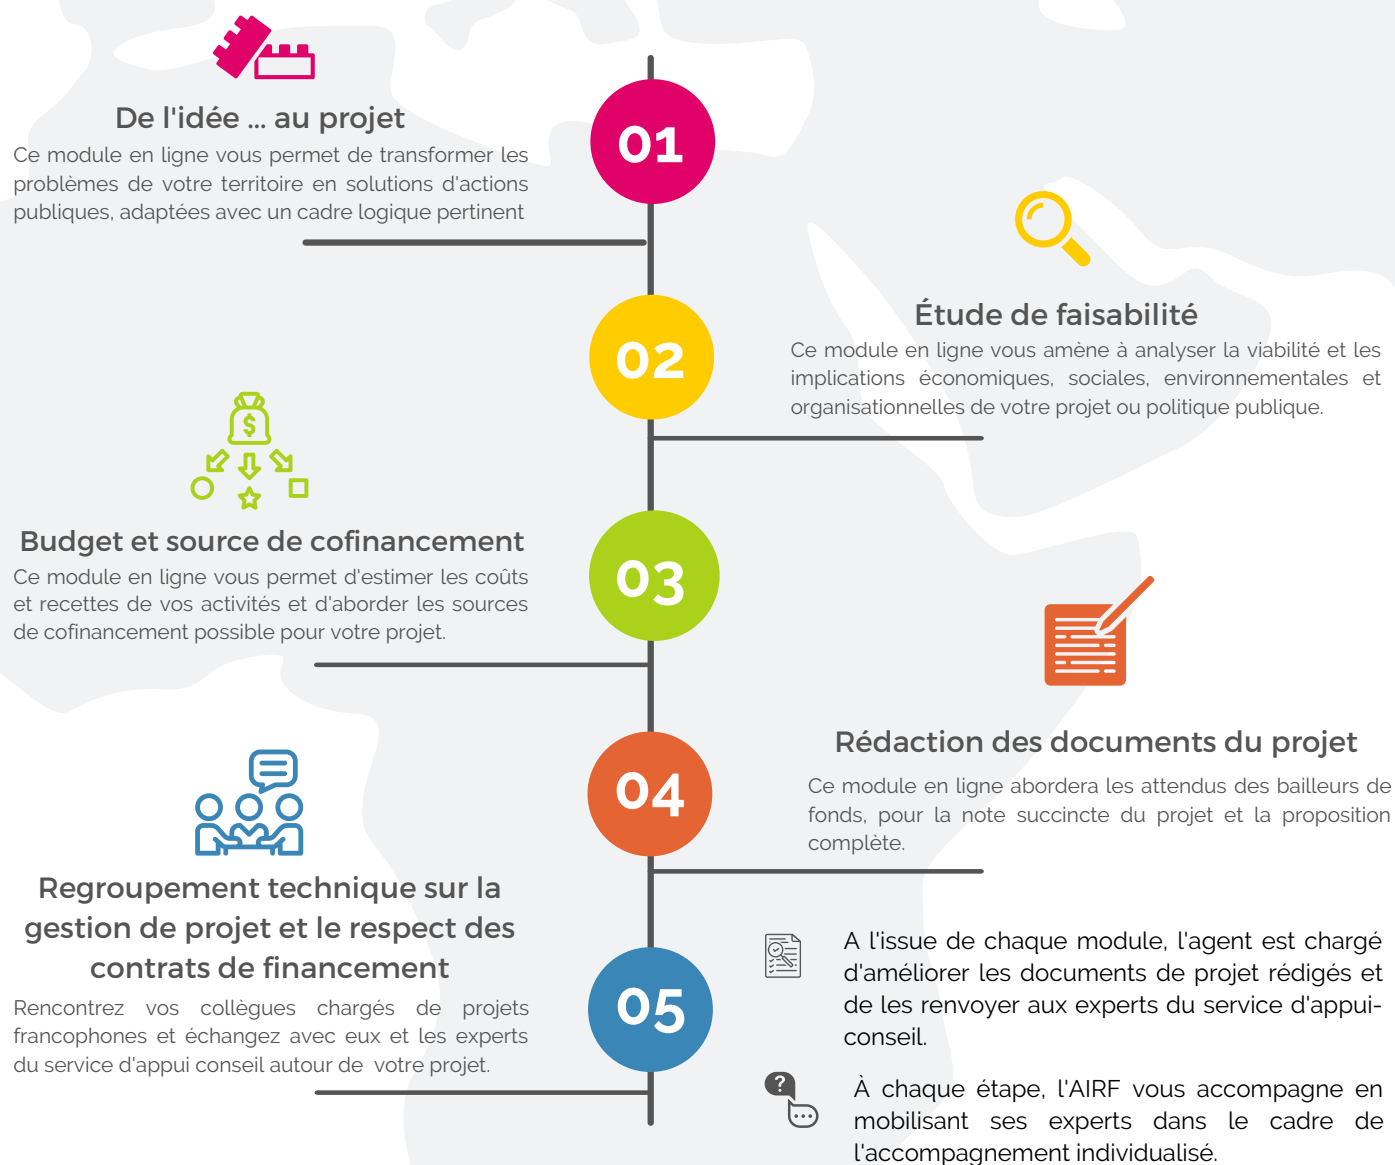 De l'idée ... au projet
Ce module en ligne vous permet de transformer les
problèmes de votre territoire en solutions d'actions
publiques, adaptées avec un cadre logique pertinent
01
02
Étude de faisabilité
Ce module en ligne vous amène à analyser la viabilité et les
implications économiques, sociales, environnementales et
organisationnelles de votre projet ou politique publique.
$
Budget et source de cofinancement
Ce module en ligne vous permet d'estimer les coûts
et recettes de vos activités et d'aborder les sources
de cofinancement possible pour votre projet.
03
04
Rédaction des documents du projet
Ce module en ligne abordera les attendus des bailleurs de
fonds, pour la note succincte du projet et la proposition
complète.
Regroupement technique sur la
gestion de projet et le respect des
contrats de financement
Rencontrez vos collègues chargés de projets
francophones et échangez avec eux et les experts
du service d'appui conseil autour de votre projet.
05
A l'issue de chaque module, l'agent est chargé
d'améliorer les documents de projet rédigés et
de les renvoyer aux experts du service d'appui-
conseil.
?
À chaque étape, l'AIRF vous accompagne en
mobilisant ses experts dans le cadre de
l'accompagnement individualisé.